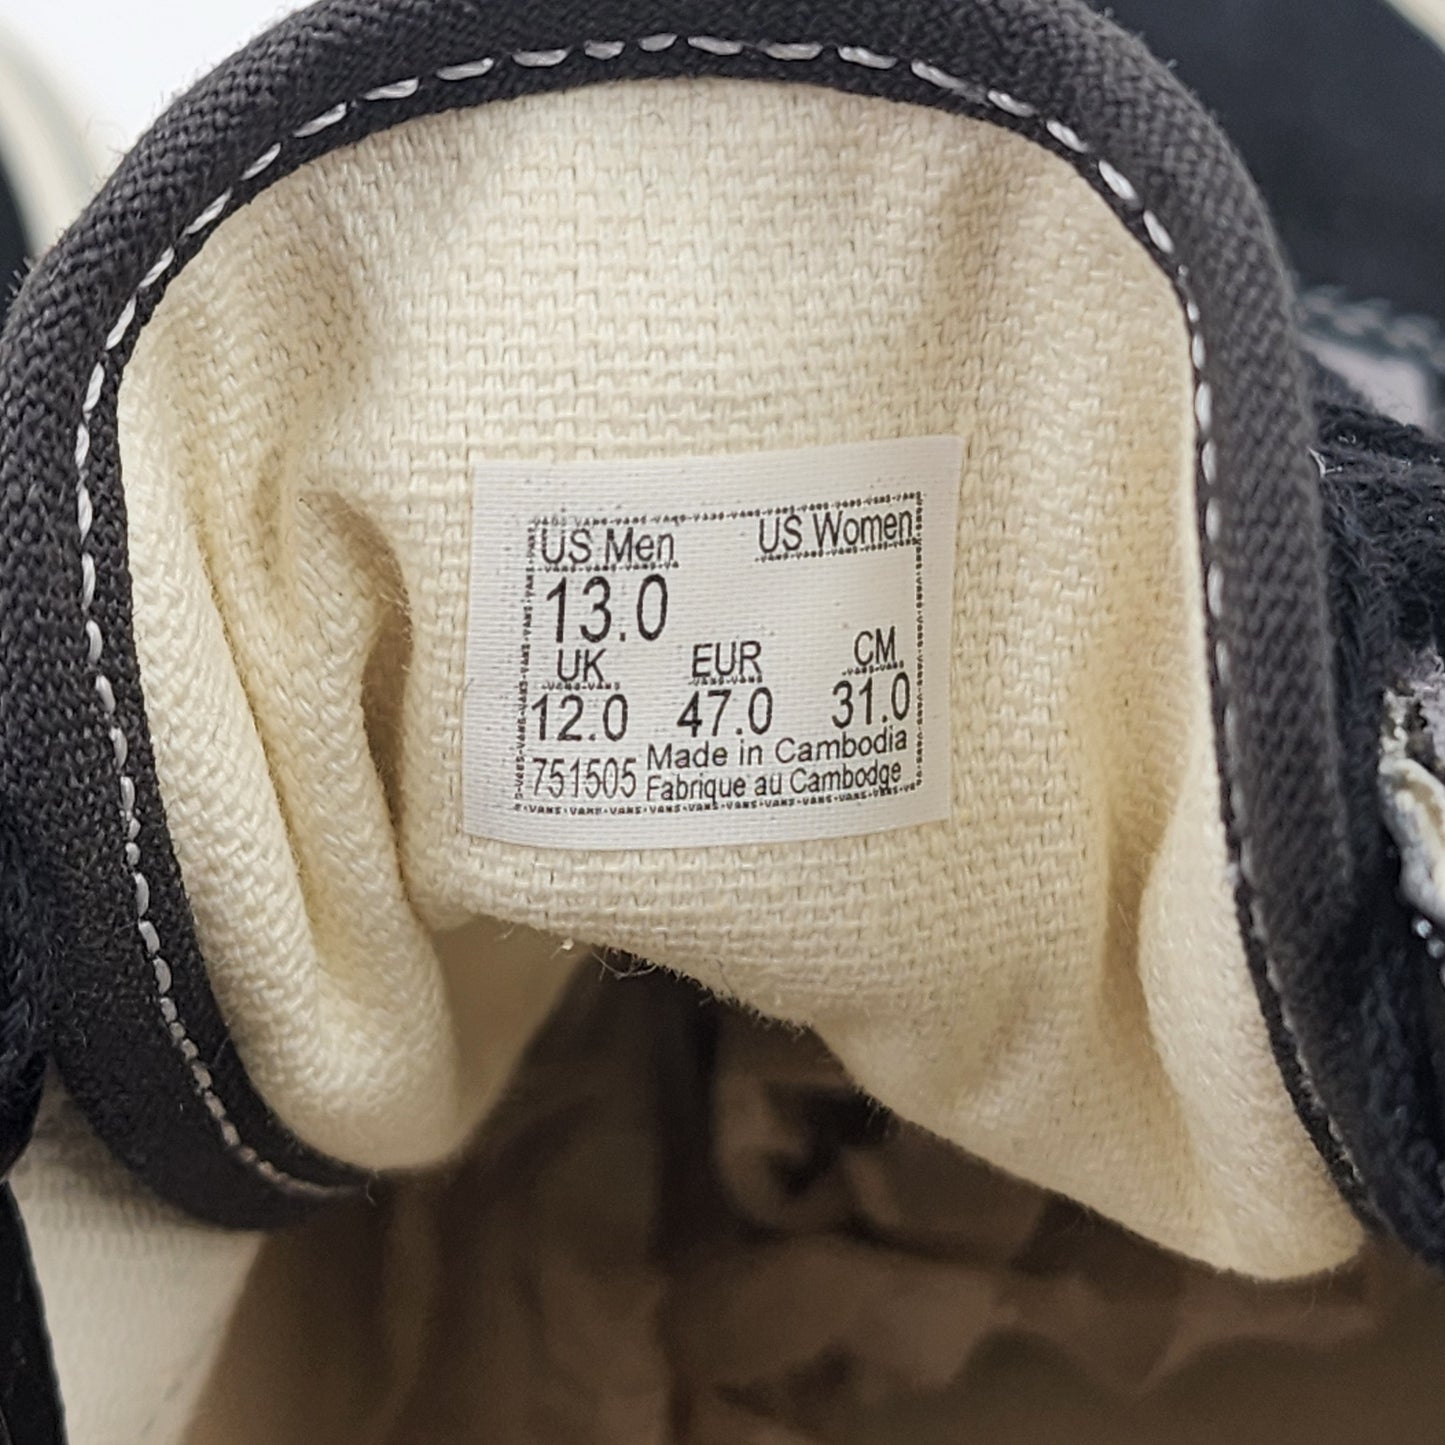 US Men US Women
13.0
UK EUR CM
12.0 47.0 31.0
751505 Made in Cambodia
Fabrique au Cambodge